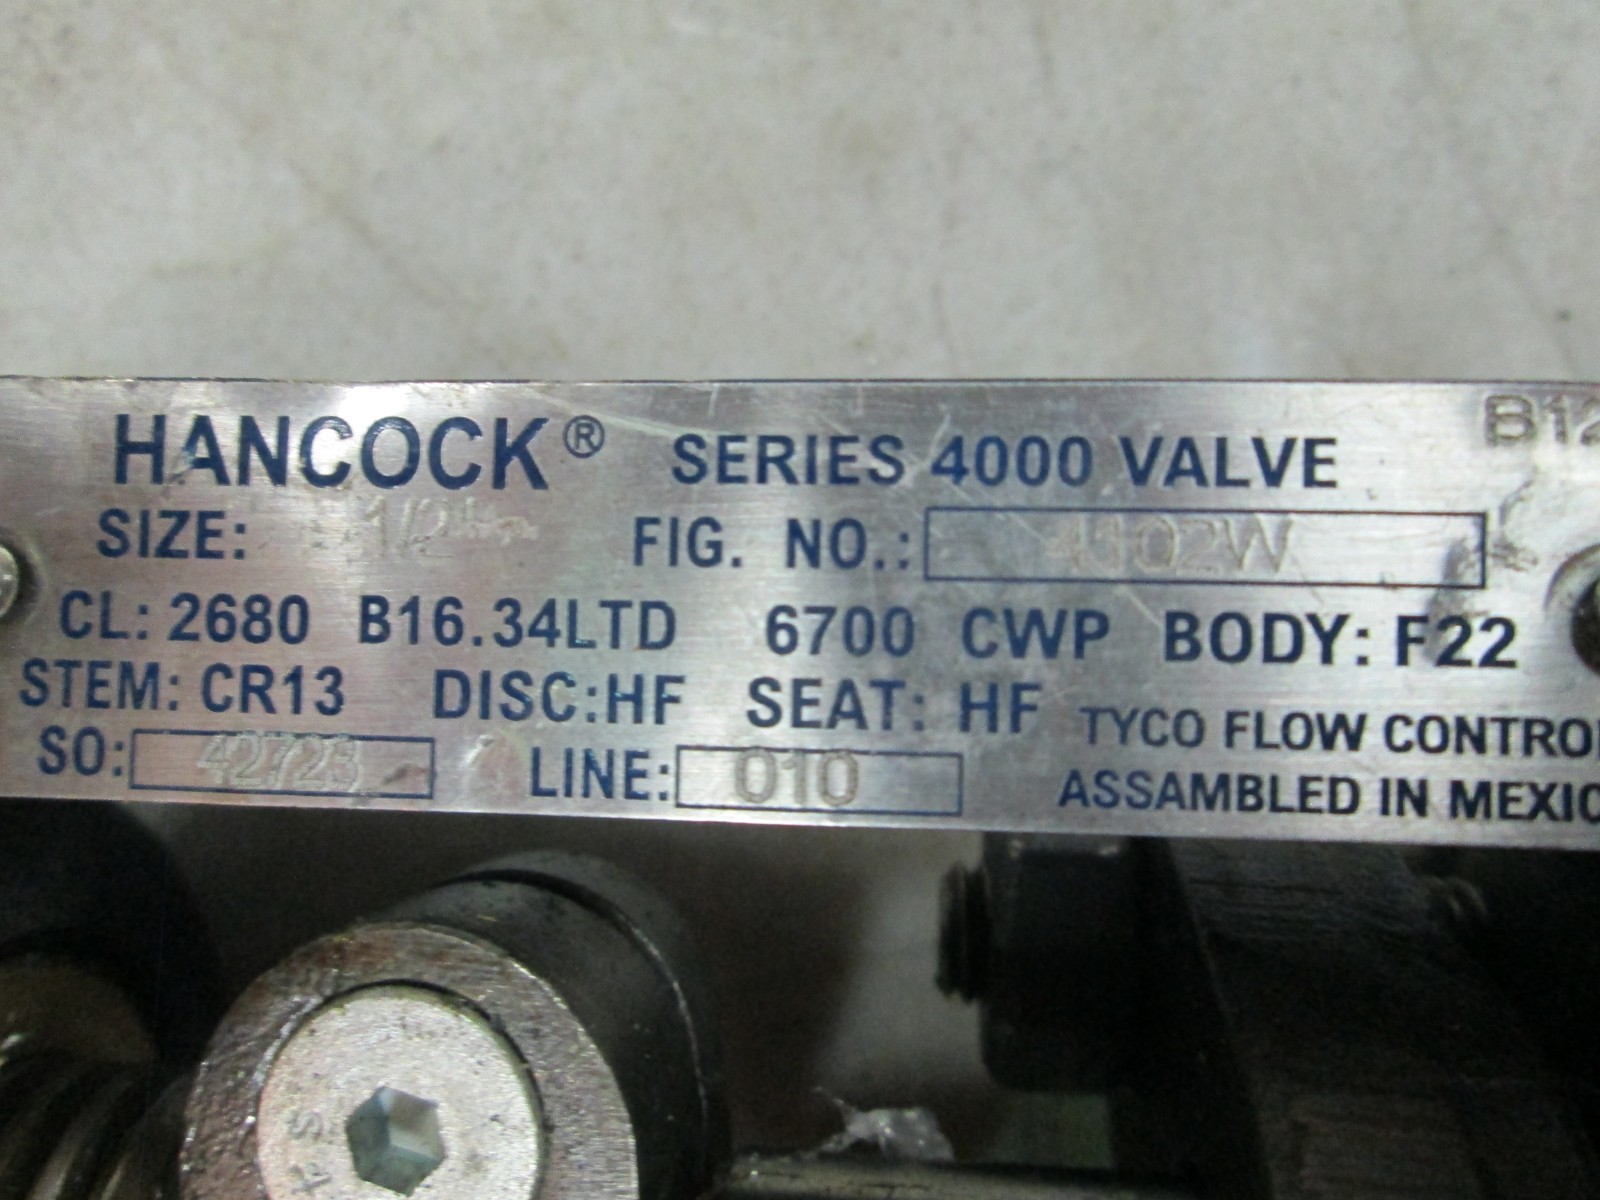 HANCOCK® SERIES 4000 VALVE B12
SIZE: 1/2 FIG. NO.: 4102W
CL: 2680 B16.34LTD 6700 CWP BODY: F22
STEM: CR13 DISC:HF SEAT: HF TYCO FLOW CONTRO
SO: 42723 LINE: 010 ASSAMBLED IN MEXIC